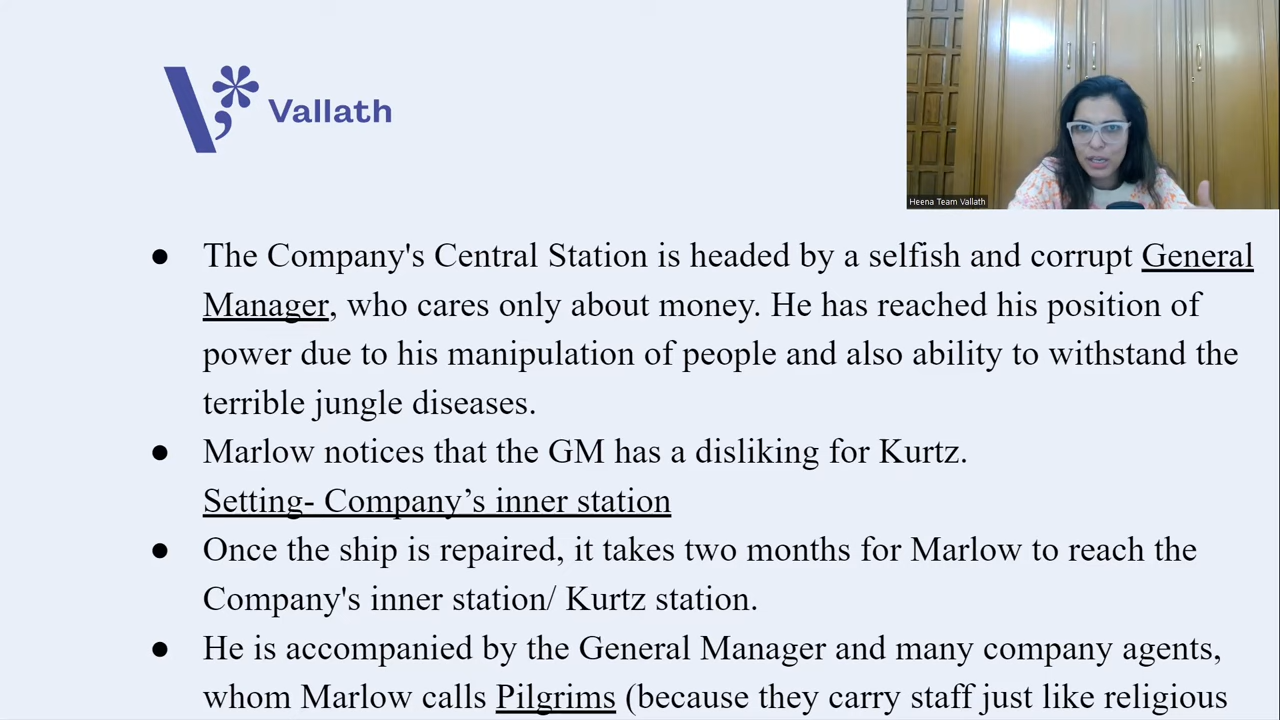 Vallath
Heena Team Vallath
● The Company's Central Station is headed by a selfish and corrupt General
Manager, who cares only about money. He has reached his position of
power due to his manipulation of people and also ability to withstand the
terrible jungle diseases.
● Marlow notices that the GM has a disliking for Kurtz.
Setting- Company’s inner station
● Once the ship is repaired, it takes two months for Marlow to reach the
Company's inner station/ Kurtz station.
● He is accompanied by the General Manager and many company agents,
whom Marlow calls Pilgrims (because they carry staff just like religious